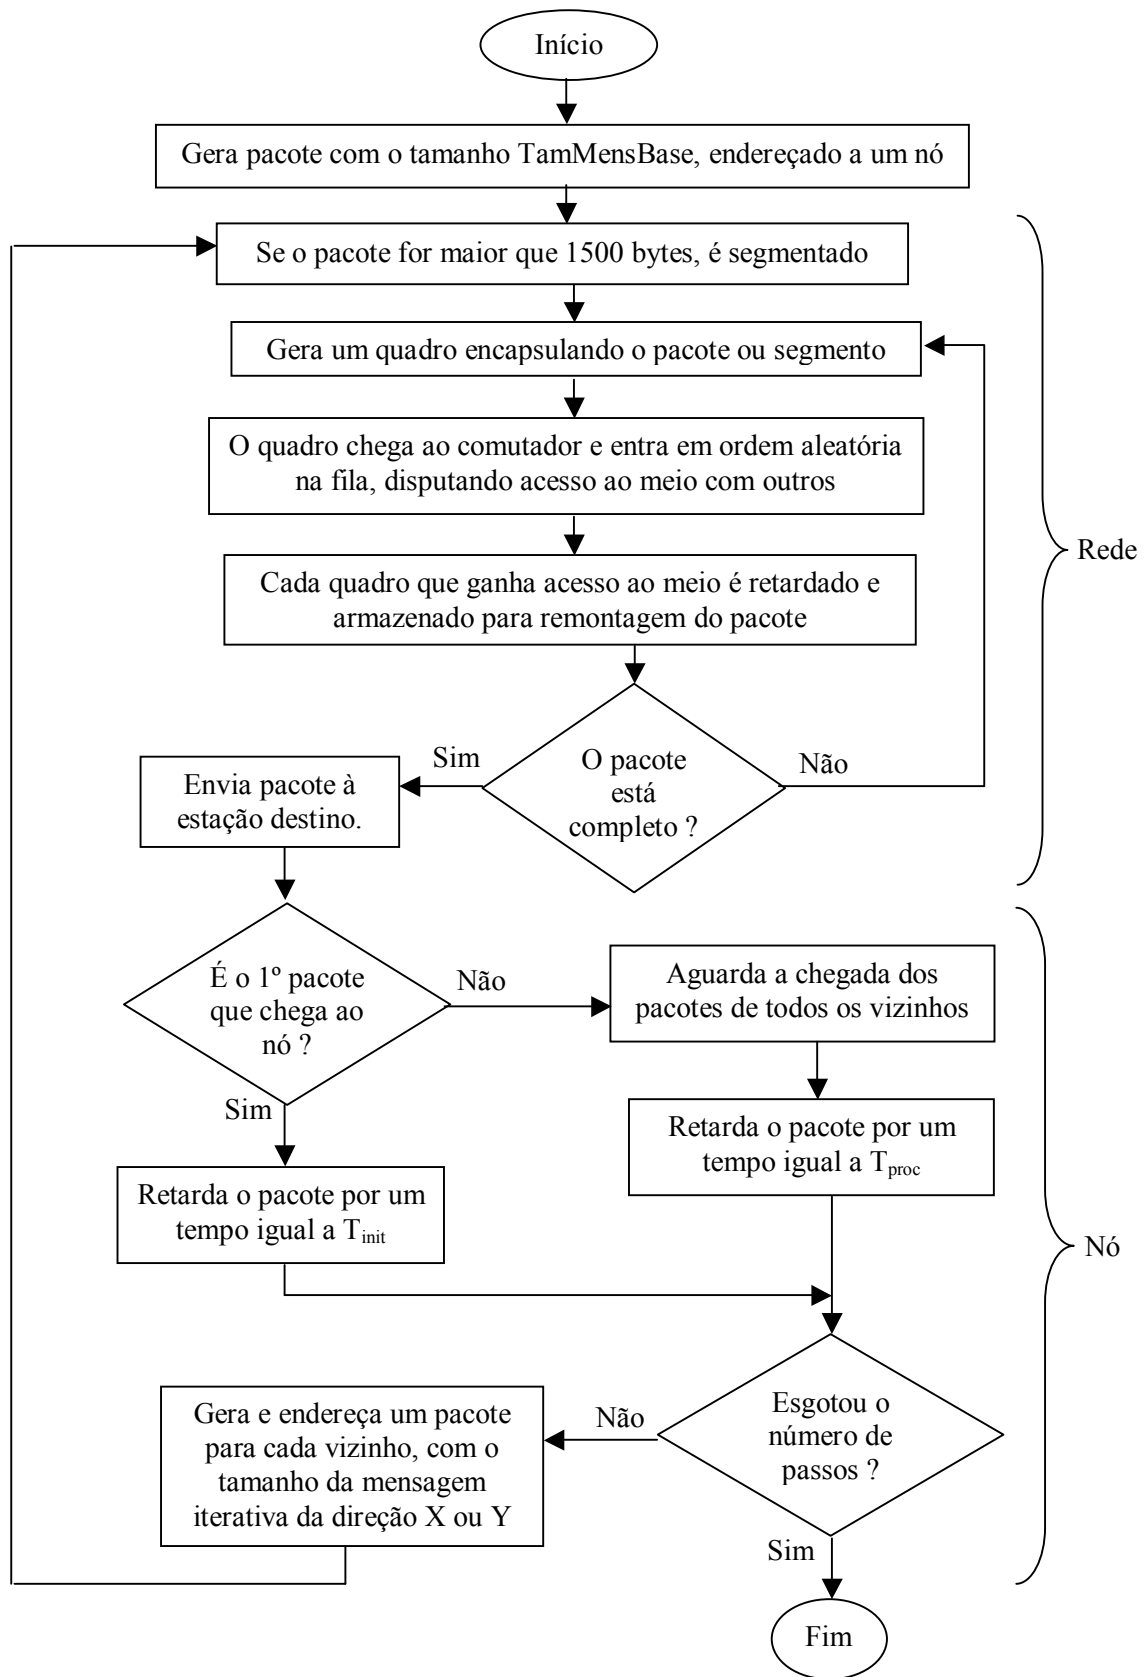 Início
Gera pacote com o tamanho TamMensBase, endereçado a um nó
Se o pacote for maior que 1500 bytes, é segmentado
Gera um quadro encapsulando o pacote ou segmento
O quadro chega ao comutador e entra em ordem aleatória
na fila, disputando acesso ao meio com outros
Rede
Cada quadro que ganha acesso ao meio é retardado e
armazenado para remontagem do pacote
Sim
O pacote
está
completo ?
Não
Envia pacote à
estação destino.
É o 1º pacote
que chega ao
nó ?
Não
Aguarda a chegada dos
pacotes de todos os vizinhos
Sim
Retarda o pacote por um
tempo igual a Tproc
Retarda o pacote por um
tempo igual a Tinit
Nó
Esgotou o
número de
passos ?
Não
Gera e endereça um pacote
para cada vizinho, com o
tamanho da mensagem
iterativa da direção X ou Y
Sim
Fim